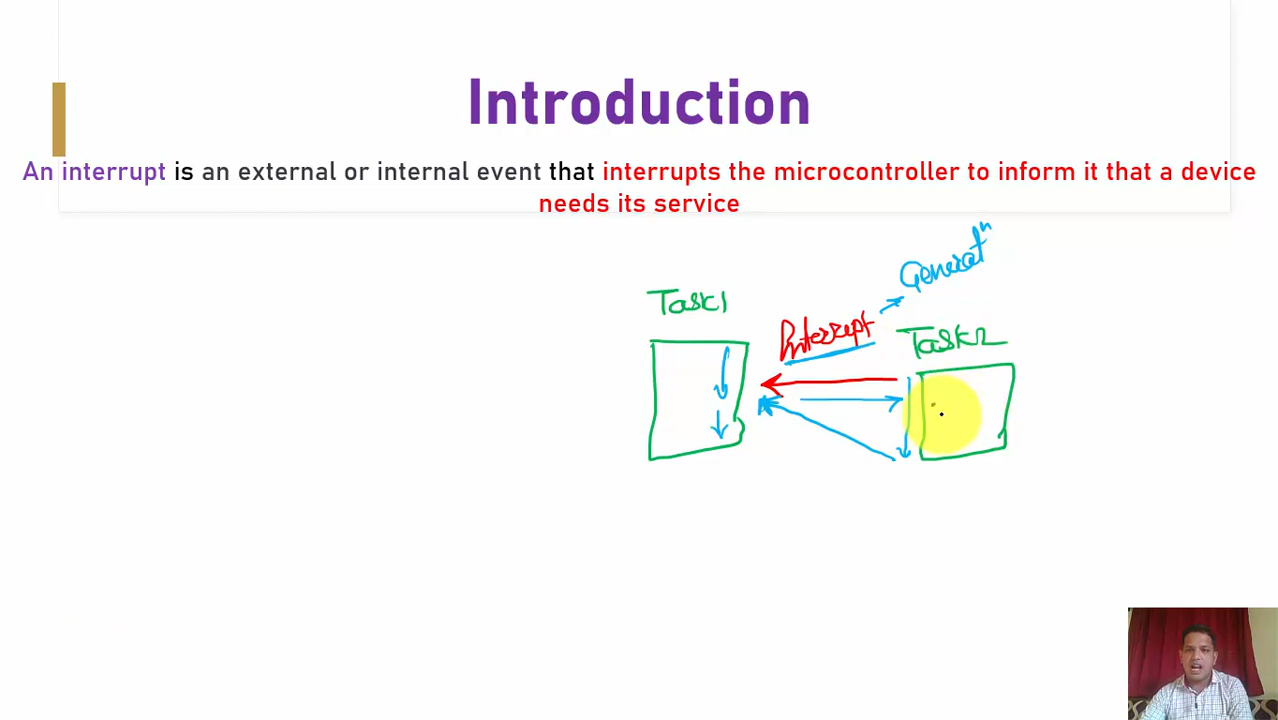 Introduction
An interrupt is an external or internal event that interrupts the microcontroller to inform it that a device
needs its service
Generatn
Task1
Interrupt
Task2